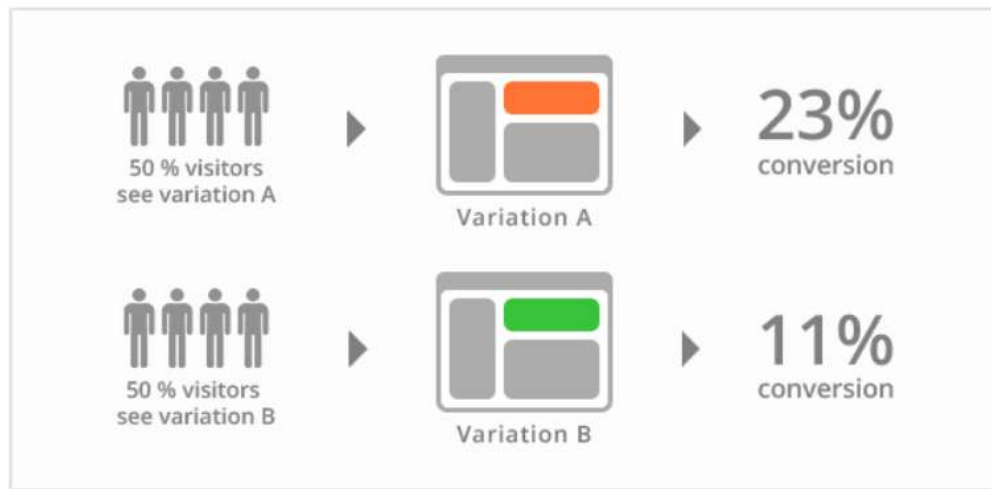 50 % visitors
see variation A
Variation A
23%
conversion
50 % visitors
see variation B
Variation B
11%
conversion